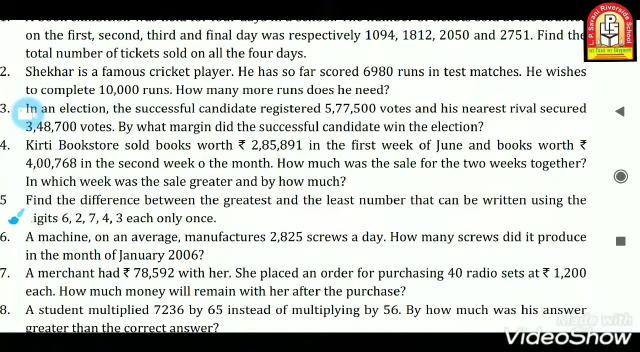 on the first, second, third and final day was respectively 1094, 1812, 2050 and 2751. Find the
total number of tickets sold on all the four days.
2. Shekhar is a famous cricket player. He has so far scored 6980 runs in test matches. He wishes
to complete 10,000 runs. How many more runs does he need?
3. In an election, the successful candidate registered 5,77,500 votes and his nearest rival secured
3,48,700 votes. By what margin did the successful candidate win the election?
4. Kirti Bookstore sold books worth ₹ 2,85,891 in the first week of June and books worth ₹
4,00,768 in the second week o the month. How much was the sale for the two weeks together?
In which week was the sale greater and by how much?
5 Find the difference between the greatest and the least number that can be written using the
igits 6, 2, 7, 4, 3 each only once.
6. A machine, on an average, manufactures 2,825 screws a day. How many screws did it produce
in the month of January 2006?
7. A merchant had ₹ 78,592 with her. She placed an order for purchasing 40 radio sets at ₹ 1,200
each. How much money will remain with her after the purchase?
8. A student multiplied 7236 by 65 instead of multiplying by 56. By how much was his answer
greater than the correct answer?
Made with
VideoShow